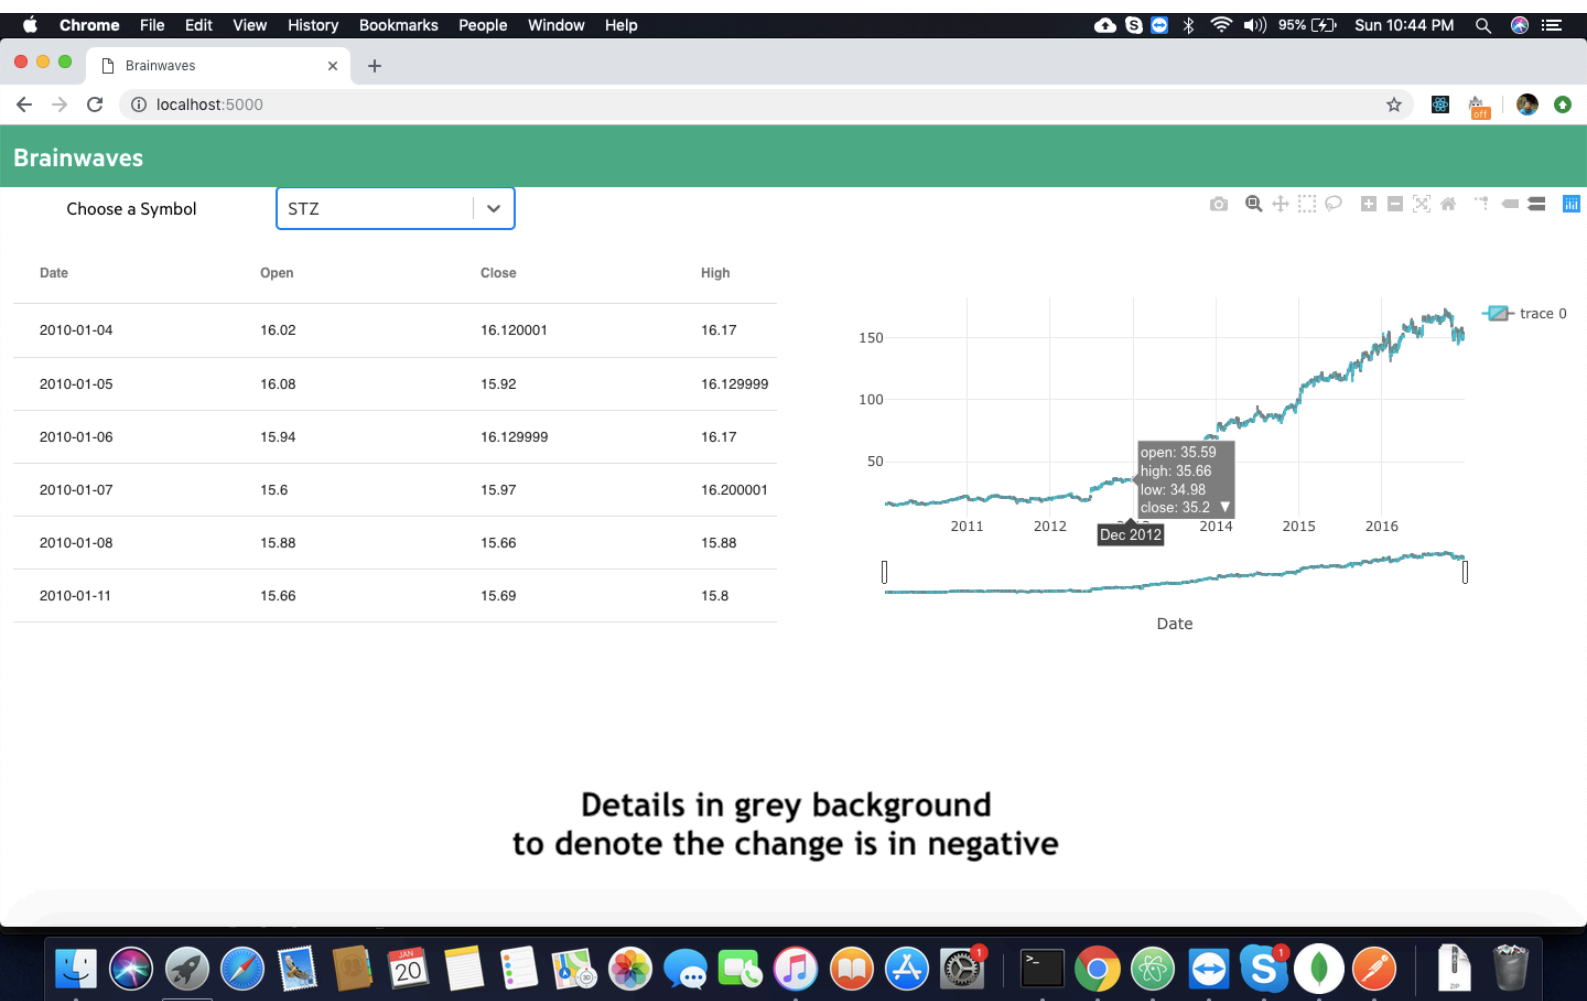 Chrome File Edit View History Bookmarks People Window Help 95% Sun 10:44 PM
Brainwaves
localhost:5000
off
Brainwaves
Choose a Symbol STZ
Date Open Close High
2010-01-04 16.02 16.120001 16.17
2010-01-05 16.08 15.92 16.129999
2010-01-06 15.94 16.129999 16.17
2010-01-07 15.6 15.97 16.200001
2010-01-08 15.88 15.66 15.88
2010-01-11 15.66 15.69 15.8
trace 0
150
100
50
open: 35.59
high: 35.66
low: 34.98
close: 35.2 ▼
2011 2012 2014 2015 2016
Dec 2012
Date
Details in grey background
to denote the change is in negative
JAN
20
3D
1
>_
1
ZIP